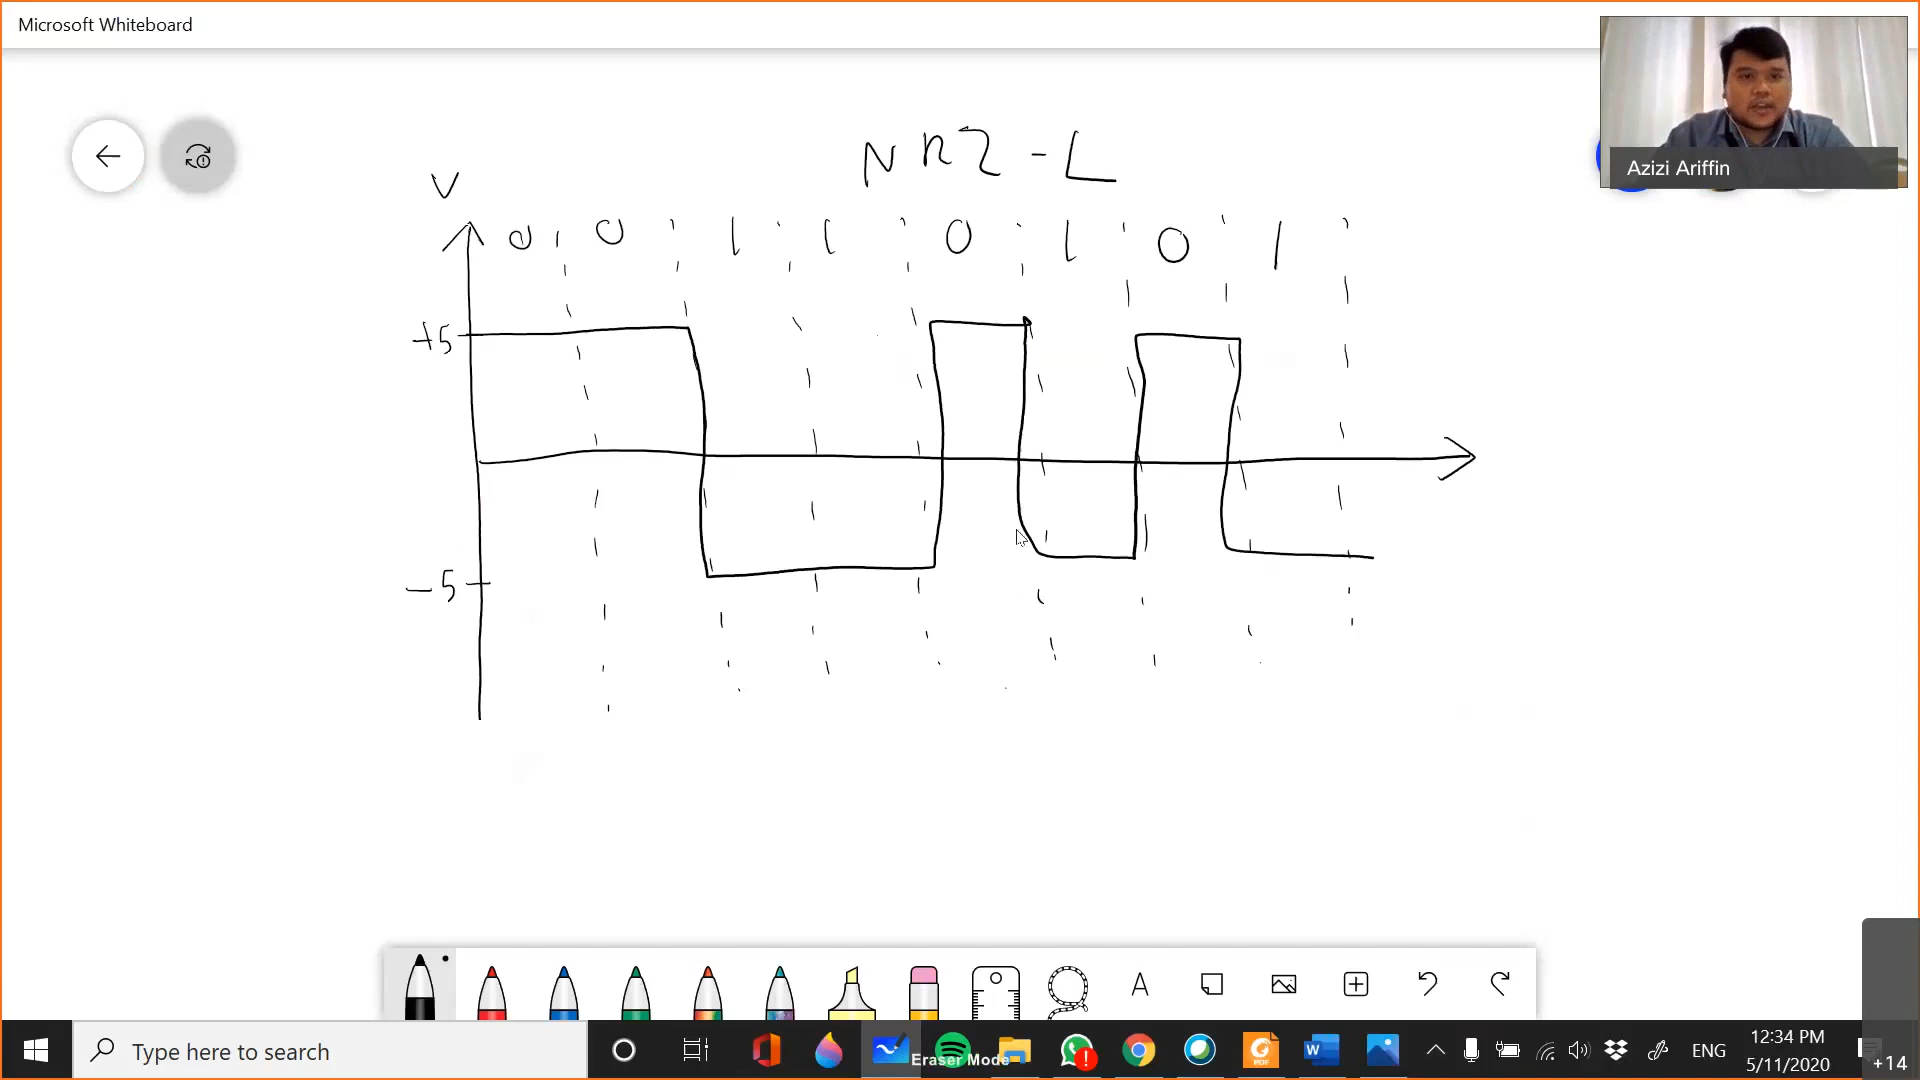 Microsoft Whiteboard
Azizi Ariffin
NRZ-L
V
0 0 1 1 0 1 0 1
+5
-5
A
Type here to search
Eraser Mode
PDF
W
ENG
12:34 PM
5/11/2020
+14